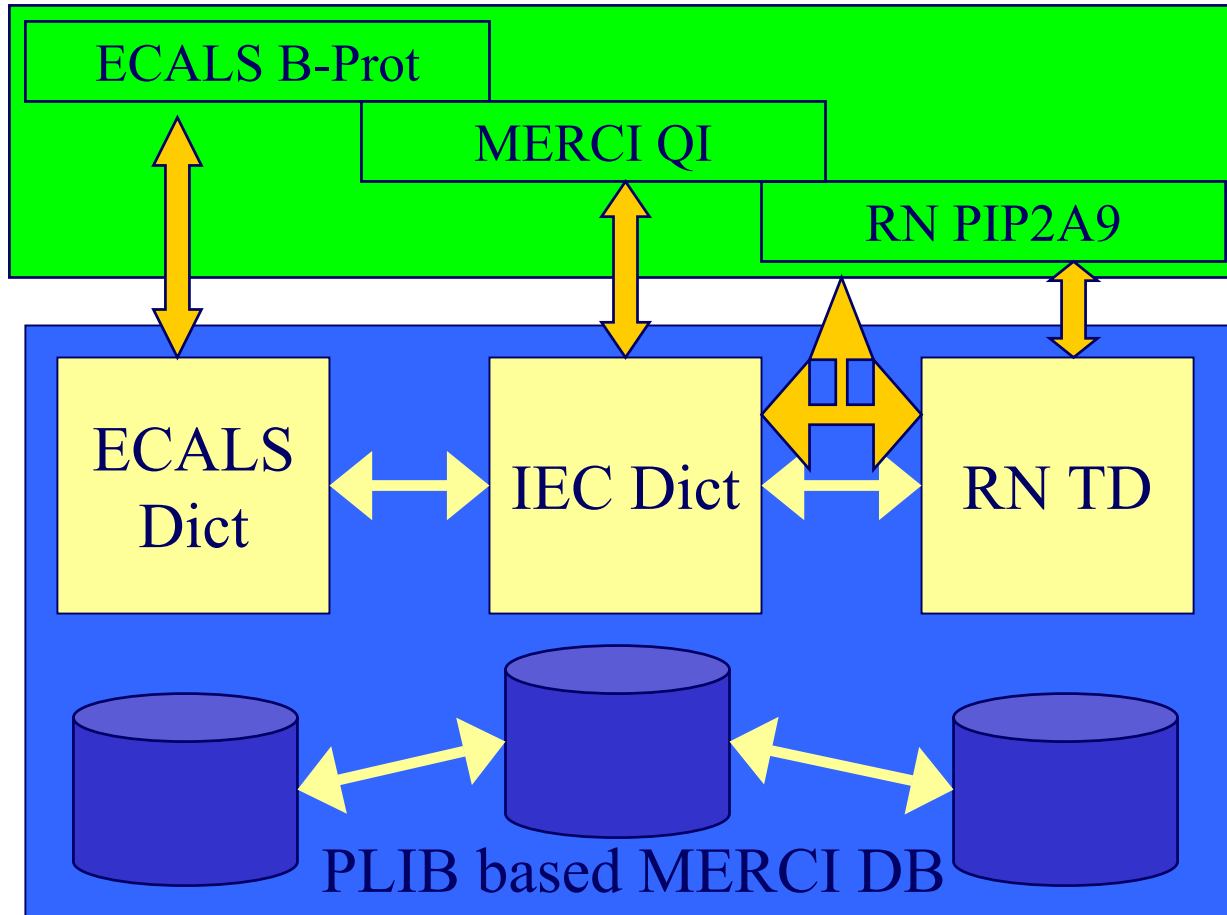 ECALS B-Prot
MERCI QI
RN PIP2A9
ECALS
Dict
IEC Dict
RN TD
PLIB based MERCI DB